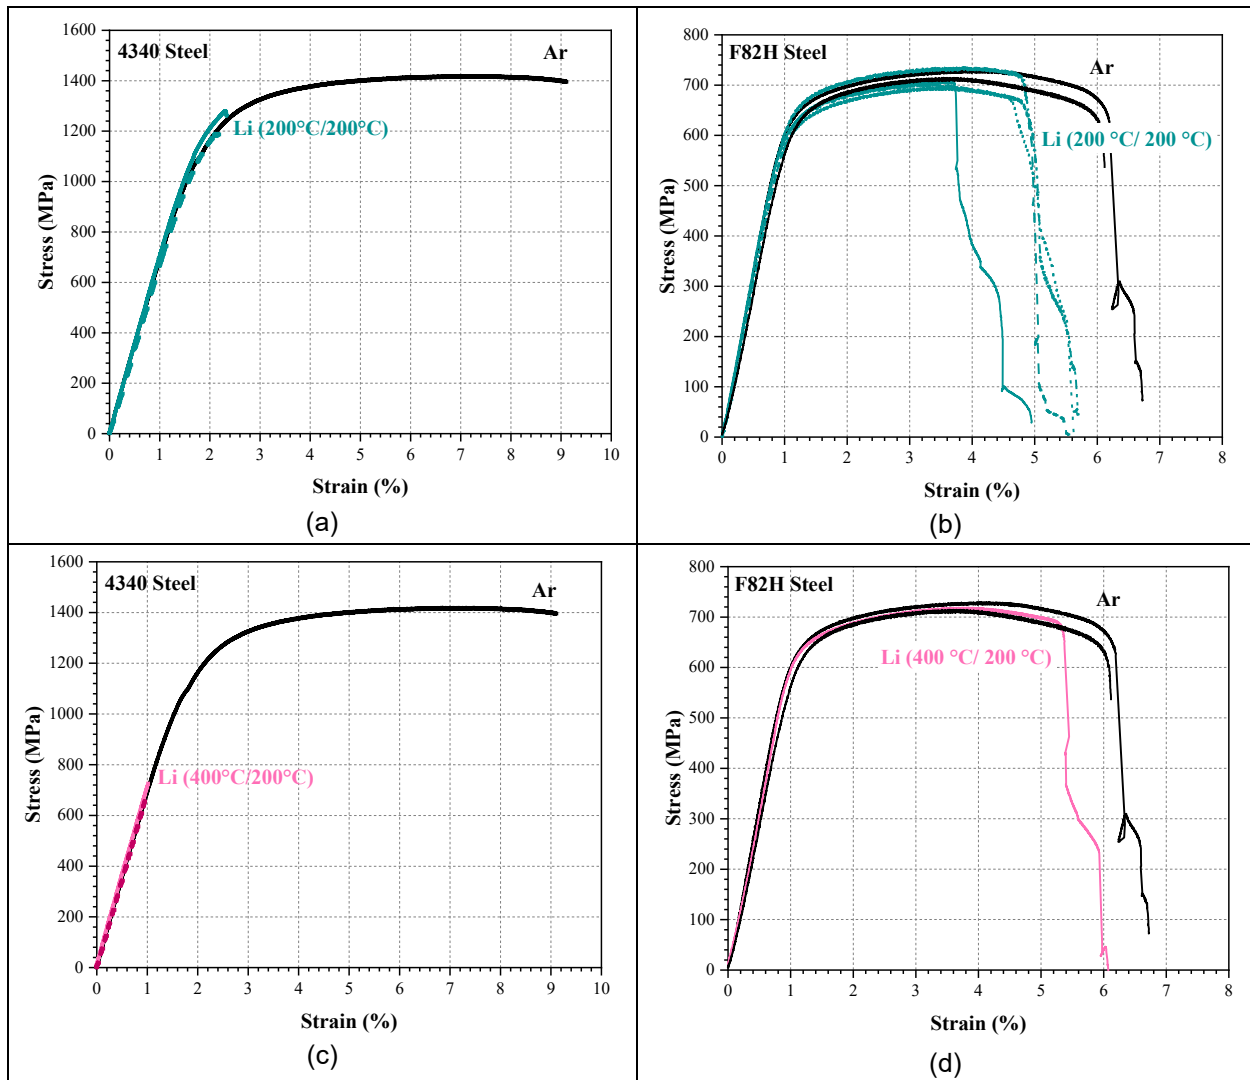 4340 Steel
Ar
Li (200°C/200°C)
Stress (MPa)
1600
1400
1200
1000
800
600
400
200
0
0 1 2 3 4 5 6 7 8 9 10
Strain (%)
(a)
F82H Steel
Ar
Li (200 °C/ 200 °C)
Stress (MPa)
800
700
600
500
400
300
200
100
0
0 1 2 3 4 5 6 7 8
Strain (%)
(b)
4340 Steel
Ar
Li (400°C/200°C)
Stress (MPa)
1600
1400
1200
1000
800
600
400
200
0
0 1 2 3 4 5 6 7 8 9 10
Strain (%)
(c)
F82H Steel
Ar
Li (400 °C/ 200 °C)
Stress (MPa)
800
700
600
500
400
300
200
100
0
0 1 2 3 4 5 6 7 8
Strain (%)
(d)